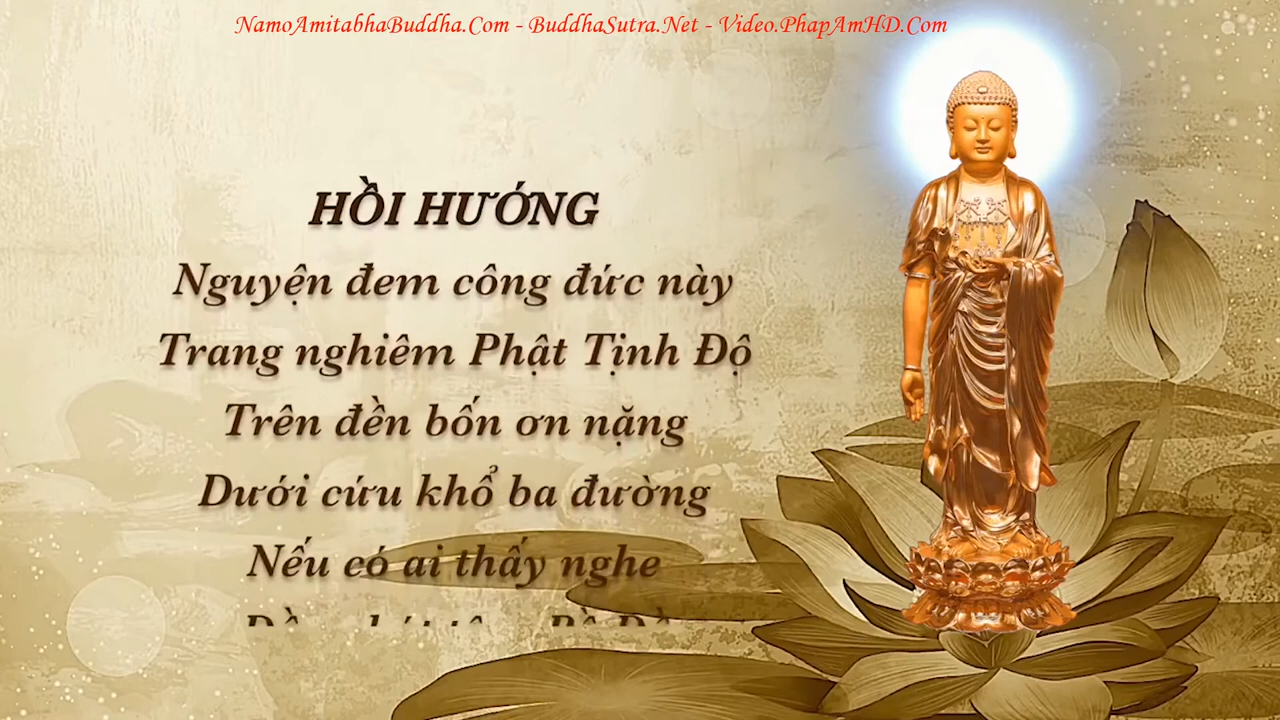 NamoAmitabhaBuddha.Com - BuddhaSutra.Net - Video.PhapAmHD.Com
HỒI HƯỚNG
Nguyện đem công đức này
Trang nghiêm Phật Tịnh Độ
Trên đền bốn ơn nặng
Dưới cứu khổ ba đường
Nếu có ai thấy nghe